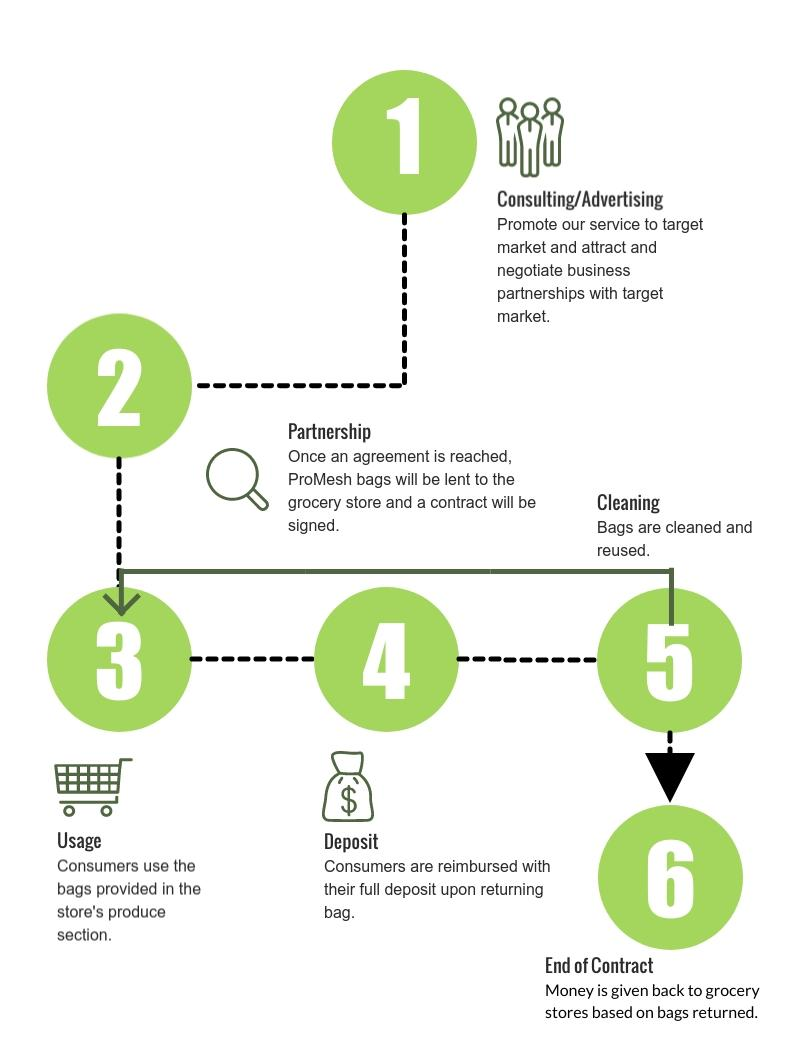 1
Consulting/Advertising
Promote our service to target
market and attract and
negotiate business
partnerships with target
market.
2
Partnership
Once an agreement is reached,
ProMesh bags will be lent to the
grocery store and a contract will be
signed.
Cleaning
Bags are cleaned and
reused.
3
4
5
$
Usage
Consumers use the
bags provided in the
store's produce
section.
Deposit
Consumers are reimbursed with
their full deposit upon returning
bag.
6
End of Contract
Money is given back to grocery
stores based on bags returned.